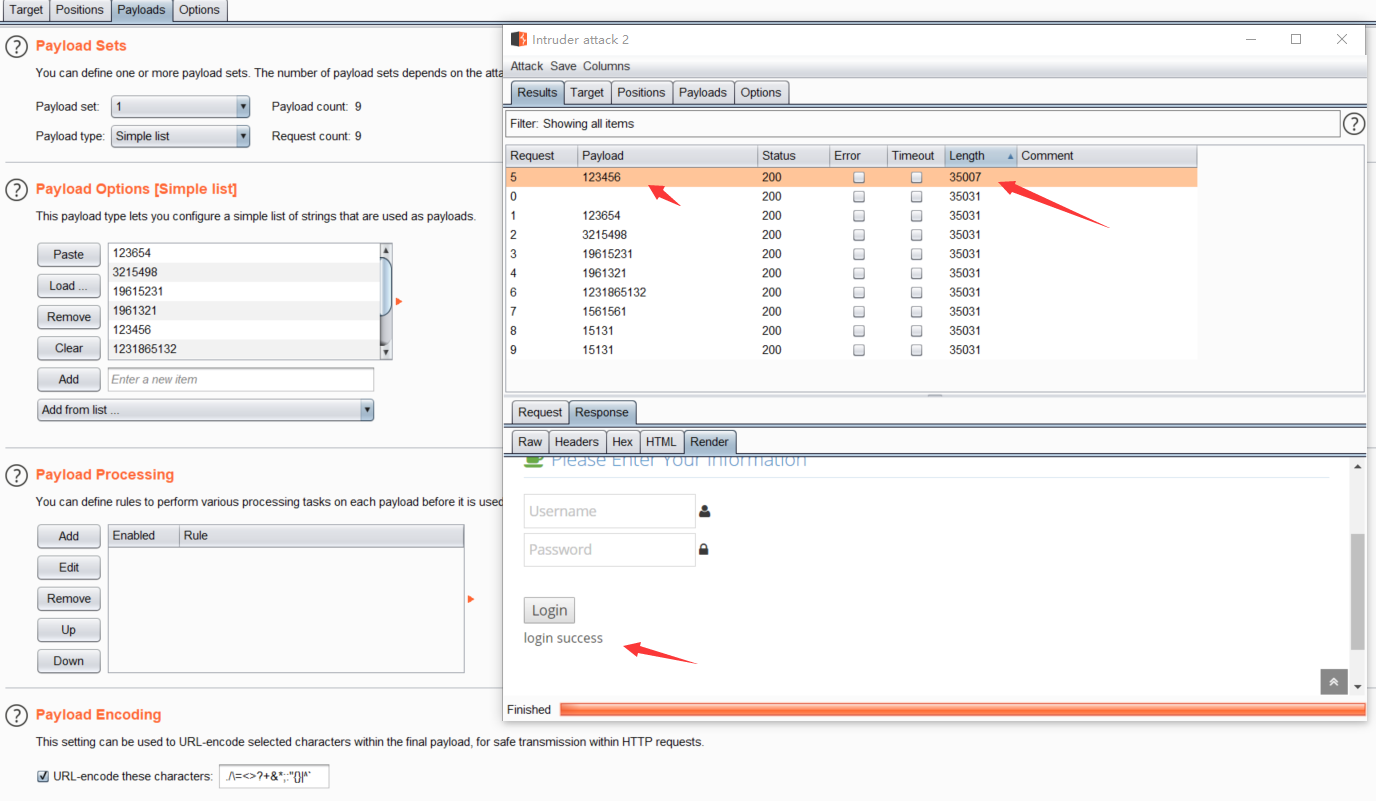 Target Positions Payloads Options
Payload Sets
You can define one or more payload sets. The number of payload sets depends on the atta
Payload set: 1 Payload count: 9
Payload type: Simple list Request count: 9
Payload Options [Simple list]
This payload type lets you configure a simple list of strings that are used as payloads.
Paste
Load ...
Remove
Clear
123654
3215498
19615231
1961321
123456
1231865132
Add Enter a new item
Add from list ...
Payload Processing
You can define rules to perform various processing tasks on each payload before it is used
Add
Edit
Remove
Up
Down
Enabled Rule
Payload Encoding
This setting can be used to URL-encode selected characters within the final payload, for safe transmission within HTTP requests.
URL-encode these characters: ./\=<>?+&*;:"{}|^`
Intruder attack 2
Attack Save Columns
Results Target Positions Payloads Options
Filter: Showing all items
Request Payload Status Error Timeout Length Comment
5 123456 200 35007
0 200 35031
1 123654 200 35031
2 3215498 200 35031
3 19615231 200 35031
4 1961321 200 35031
6 1231865132 200 35031
7 1561561 200 35031
8 15131 200 35031
9 15131 200 35031
Request Response
Raw Headers Hex HTML Render
Please Enter Your Information
Username
Password
Login
login success
Finished